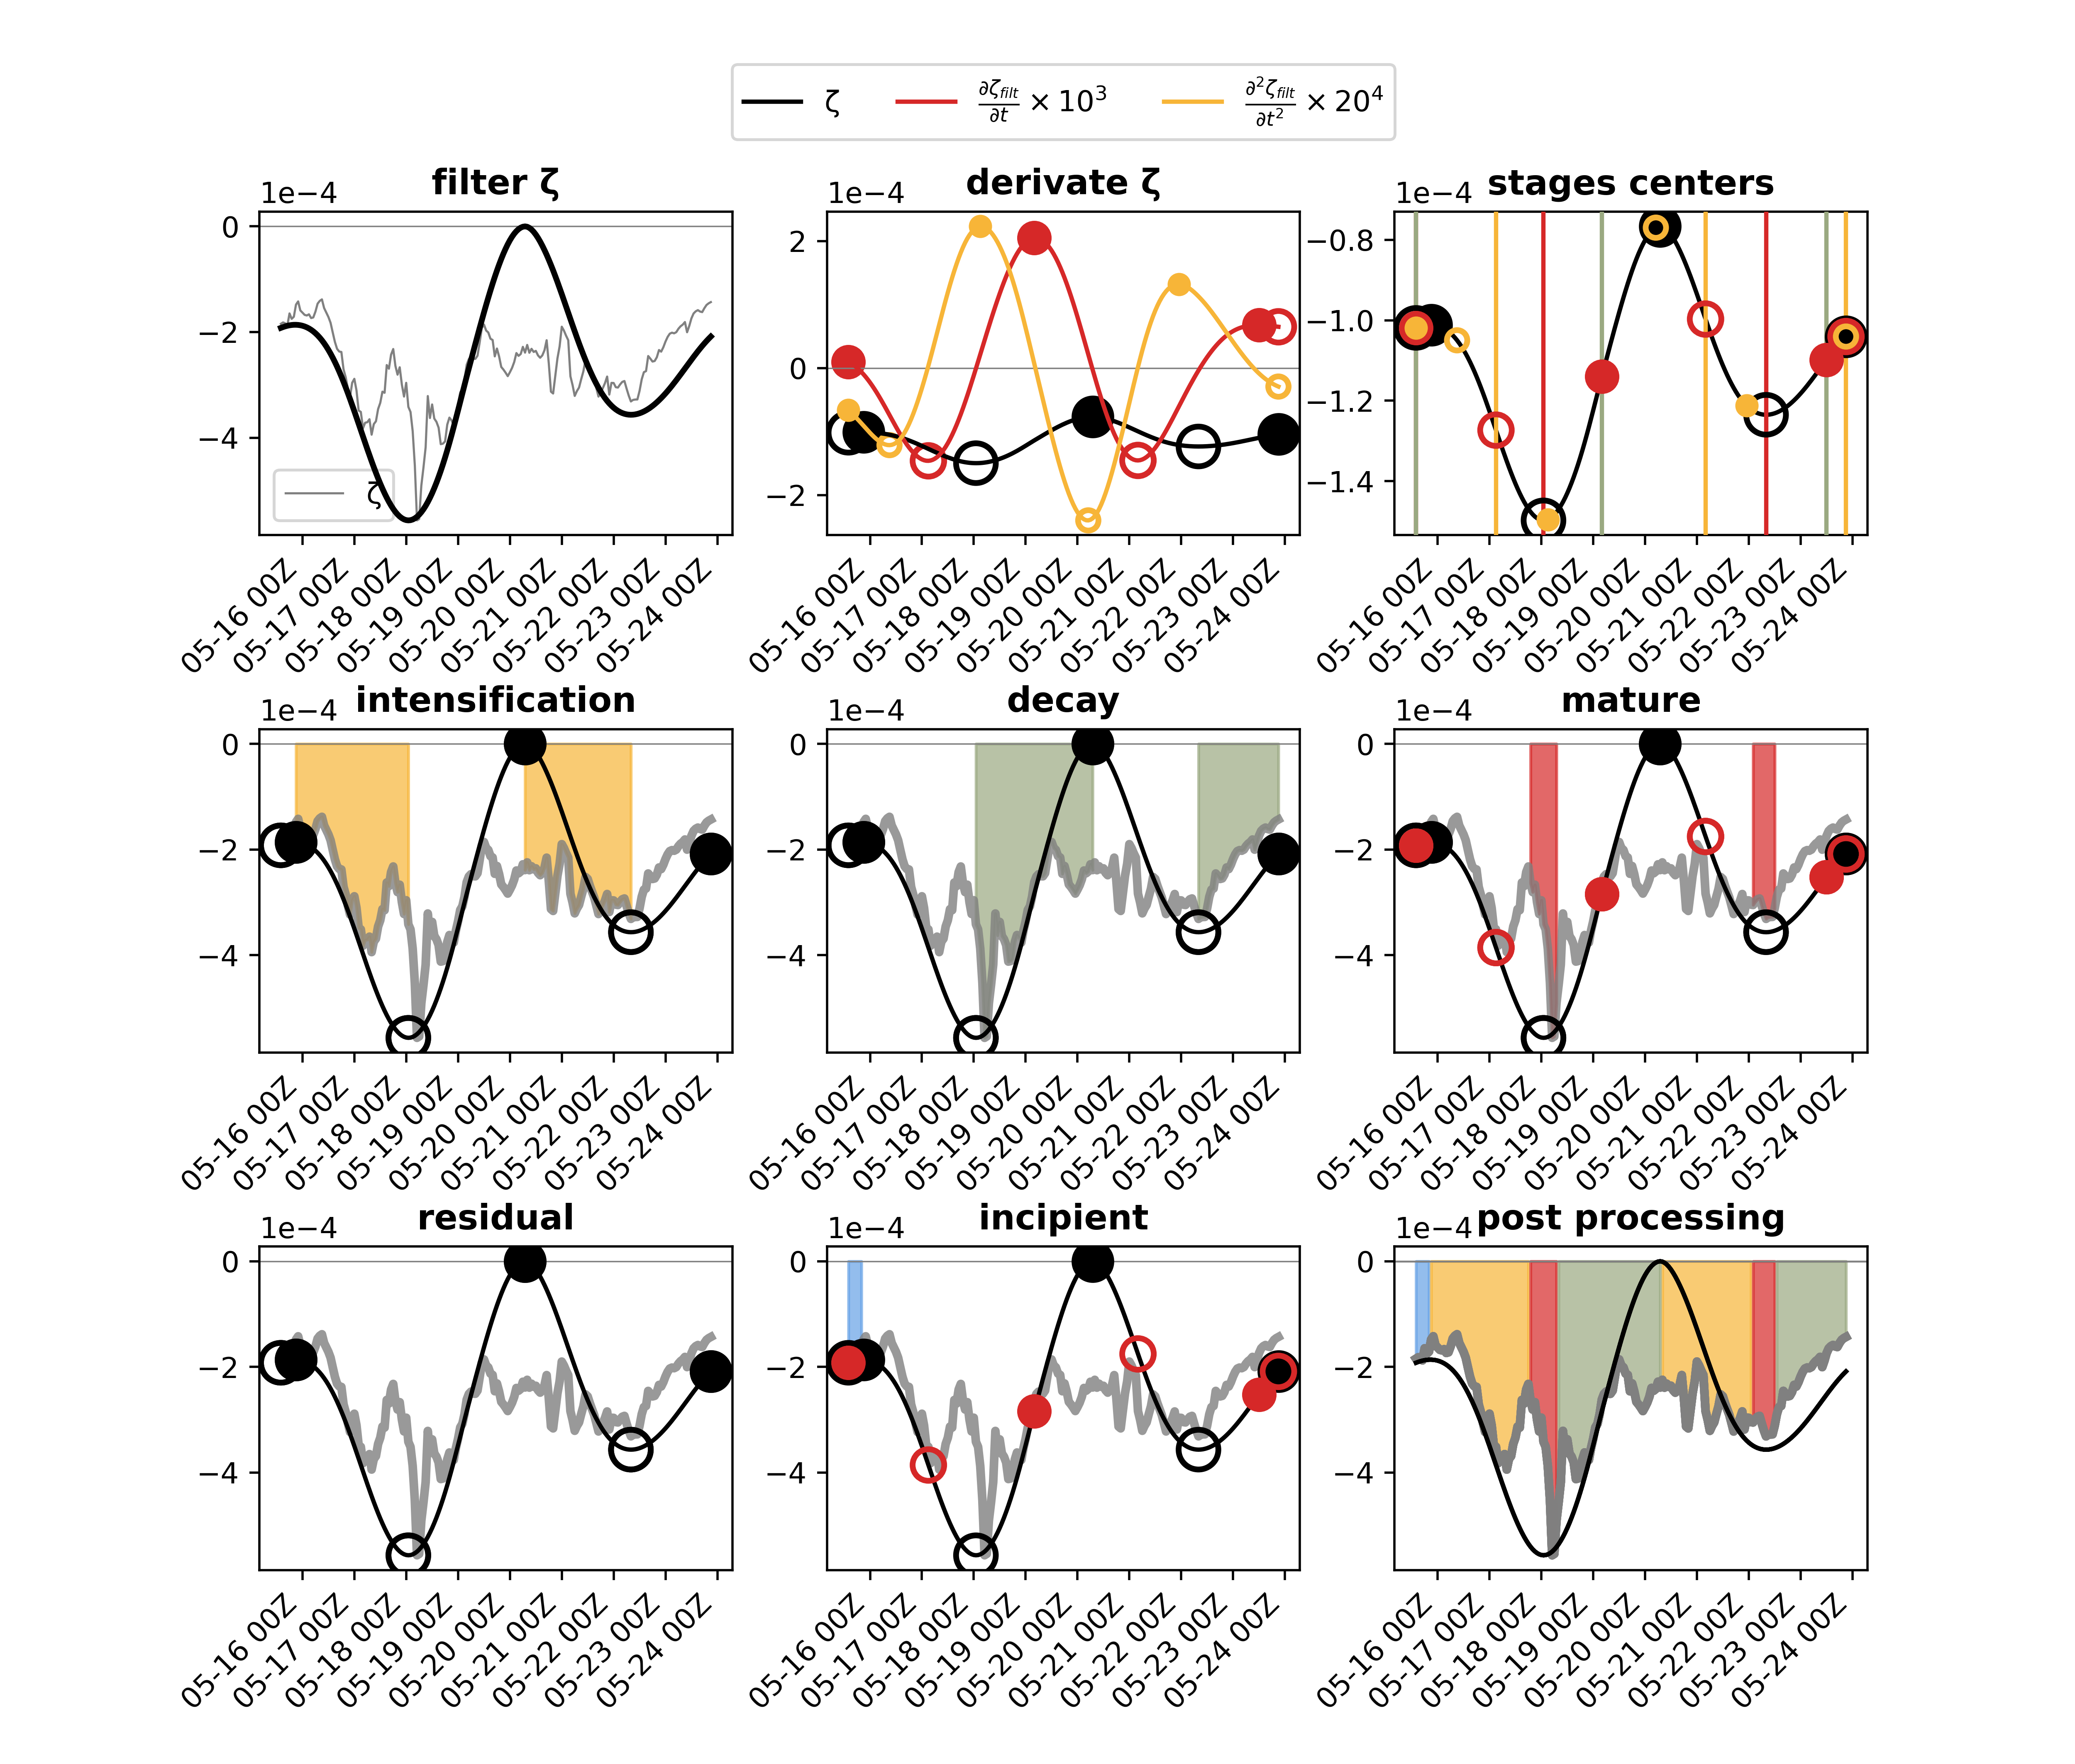 ζ ∂ζfilt/∂t × 10³ ∂²ζfilt/∂t² × 20⁴
filter ζ
1e−4
0
−2
−4
ζ
05-16 00Z
05-17 00Z
05-18 00Z
05-19 00Z
05-20 00Z
05-21 00Z
05-22 00Z
05-23 00Z
05-24 00Z
derivate ζ
1e−4
2
0
−2
05-16 00Z
05-17 00Z
05-18 00Z
05-19 00Z
05-20 00Z
05-21 00Z
05-22 00Z
05-23 00Z
05-24 00Z
stages centers
1e−4
−0.8
−1.0
−1.2
−1.4
05-16 00Z
05-17 00Z
05-18 00Z
05-19 00Z
05-20 00Z
05-21 00Z
05-22 00Z
05-23 00Z
05-24 00Z
intensification
1e−4
0
−2
−4
05-16 00Z
05-17 00Z
05-18 00Z
05-19 00Z
05-20 00Z
05-21 00Z
05-22 00Z
05-23 00Z
05-24 00Z
decay
1e−4
0
−2
−4
05-16 00Z
05-17 00Z
05-18 00Z
05-19 00Z
05-20 00Z
05-21 00Z
05-22 00Z
05-23 00Z
05-24 00Z
mature
1e−4
0
−2
−4
05-16 00Z
05-17 00Z
05-18 00Z
05-19 00Z
05-20 00Z
05-21 00Z
05-22 00Z
05-23 00Z
05-24 00Z
residual
1e−4
0
−2
−4
05-16 00Z
05-17 00Z
05-18 00Z
05-19 00Z
05-20 00Z
05-21 00Z
05-22 00Z
05-23 00Z
05-24 00Z
incipient
1e−4
0
−2
−4
05-16 00Z
05-17 00Z
05-18 00Z
05-19 00Z
05-20 00Z
05-21 00Z
05-22 00Z
05-23 00Z
05-24 00Z
post processing
1e−4
0
−2
−4
05-16 00Z
05-17 00Z
05-18 00Z
05-19 00Z
05-20 00Z
05-21 00Z
05-22 00Z
05-23 00Z
05-24 00Z